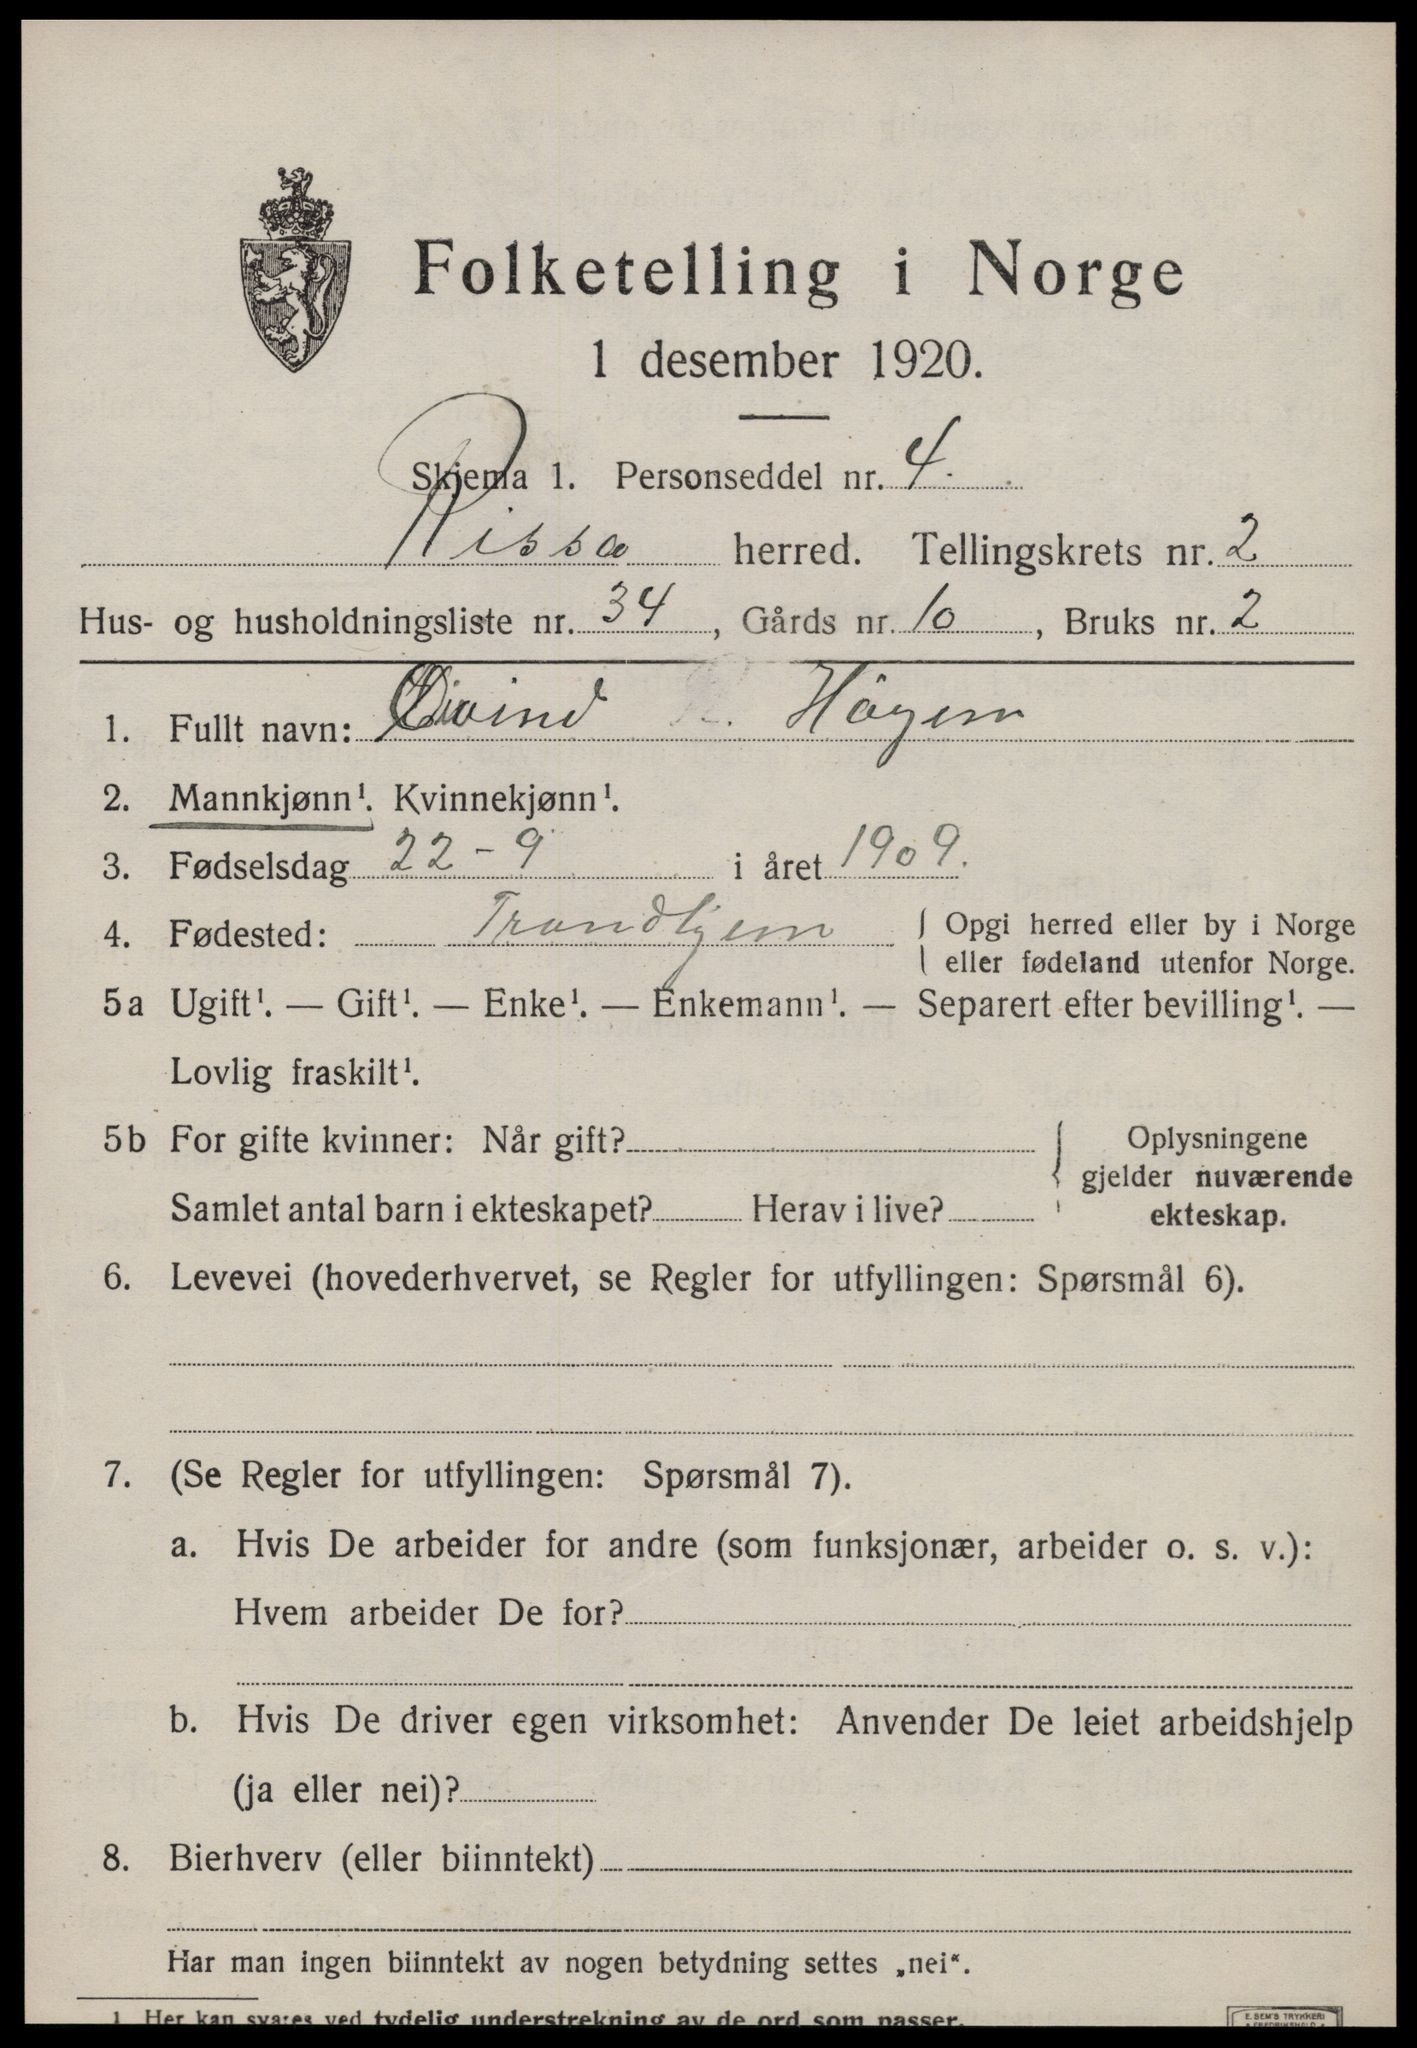 Folketelling i Norge
1 desember 1920.
Skjema 1. Personseddel nr. 4.
Rissa herred. Tellingskrets nr. 2
Hus- og husholdningsliste nr. 34, Gårds nr. 10, Bruks nr. 2
1. Fullt navn: Øivind Höyem
2. Mannkjønn¹. Kvinnekjønn¹.
3. Fødselsdag 22-9 i året 1909.
4. Fødested: Trondhjem { Opgi herred eller by i Norge
eller fødeland utenfor Norge.
5a Ugift¹. — Gift¹. — Enke¹. — Enkemann¹. — Separert efter bevilling¹. —
Lovlig fraskilt¹.
5b For gifte kvinner: Når gift? { Oplysningene
gjelder nuværende
Samlet antal barn i ekteskapet? Herav i live? ekteskap.
6. Levevei (hovederhvervet, se Regler for utfyllingen: Spørsmål 6).
7. (Se Regler for utfyllingen: Spørsmål 7).
a. Hvis De arbeider for andre (som funksjonær, arbeider o. s. v.):
Hvem arbeider De for?
b. Hvis De driver egen virksomhet: Anvender De leiet arbeidshjelp
(ja eller nei)?
8. Bierhverv (eller biinntekt)
Har man ingen biinntekt av nogen betydning settes „nei“.
1. Her kan svares ved tydelig understrekning av de ord som passer.
E. SEM'S TRYKKERI
FREDRIKSHALD